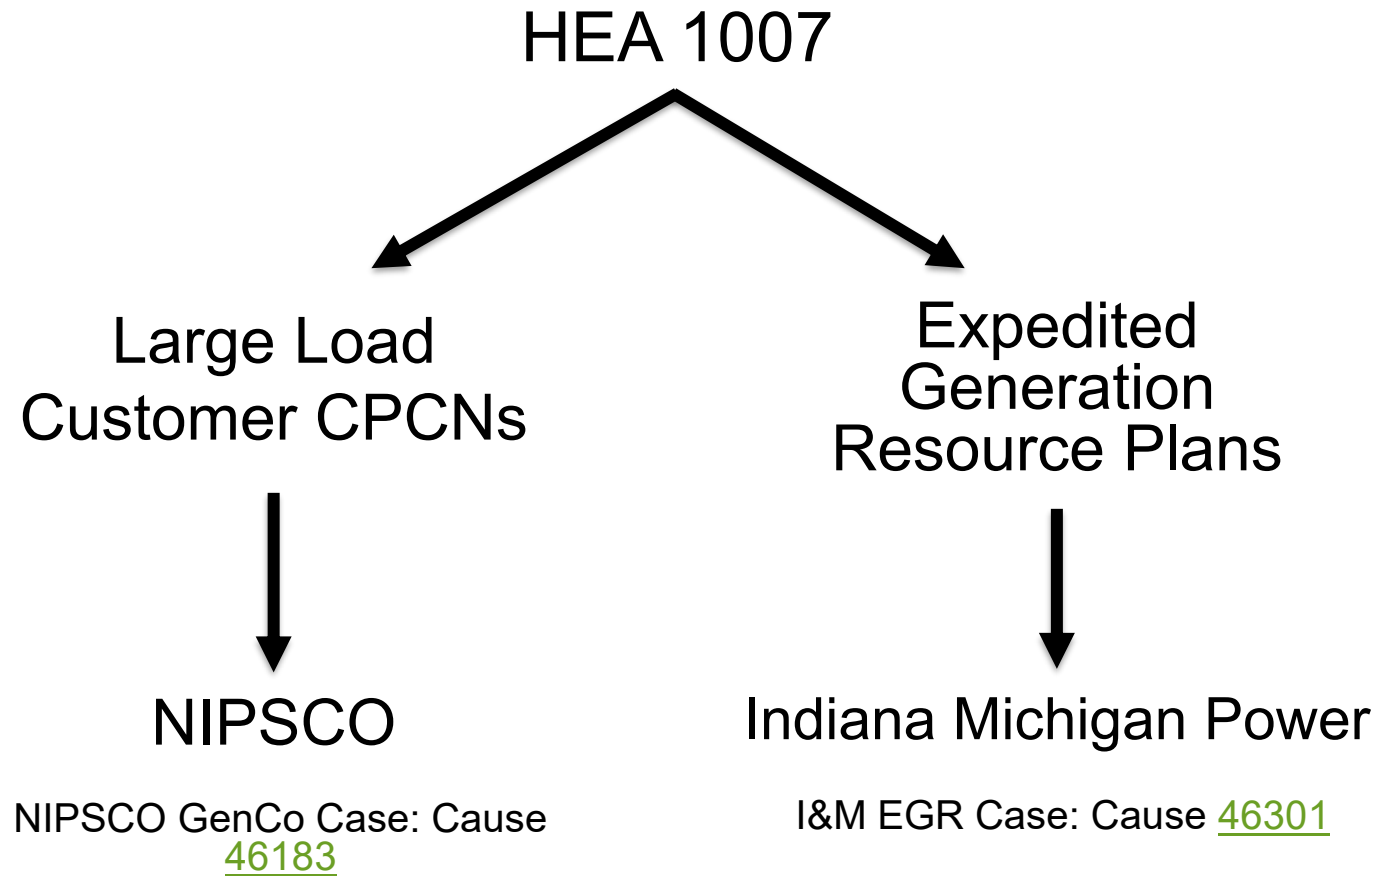 HEA 1007
Large Load
Customer CPCNs
Expedited
Generation
Resource Plans
NIPSCO
Indiana Michigan Power
NIPSCO GenCo Case: Cause
46183
I&M EGR Case: Cause 46301